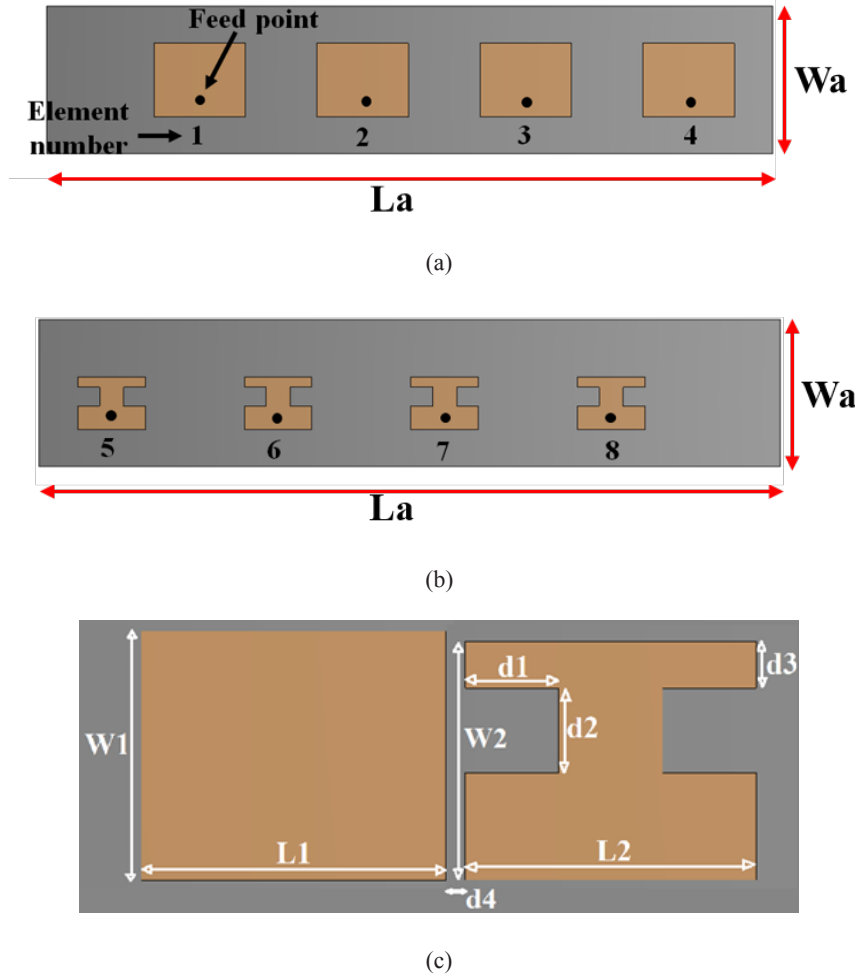 Feed point
Element
number
1
2
3
4
Wa
La
(a)
5
6
7
8
Wa
La
(b)
W1
L1
d4
W2
d1
d2
d3
L2
(c)